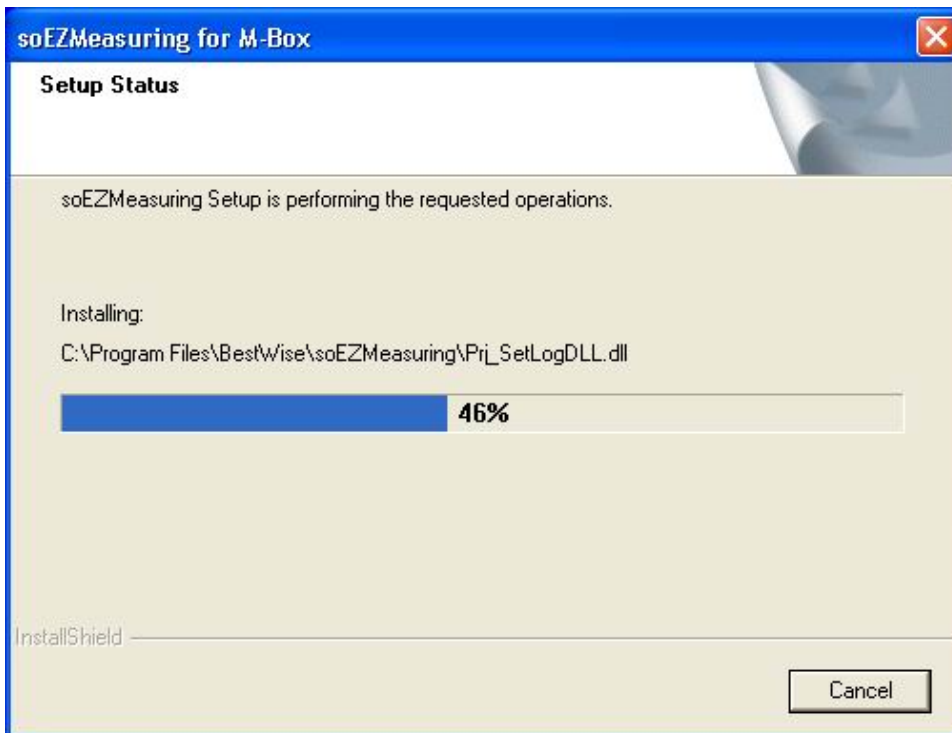 soEZMeasuring for M-Box
Setup Status
soEZMeasuring Setup is performing the requested operations.
Installing:
C:\Program Files\BestWise\soEZMeasuring\Prj_SetLogDLL.dll
46%
InstallShield
Cancel